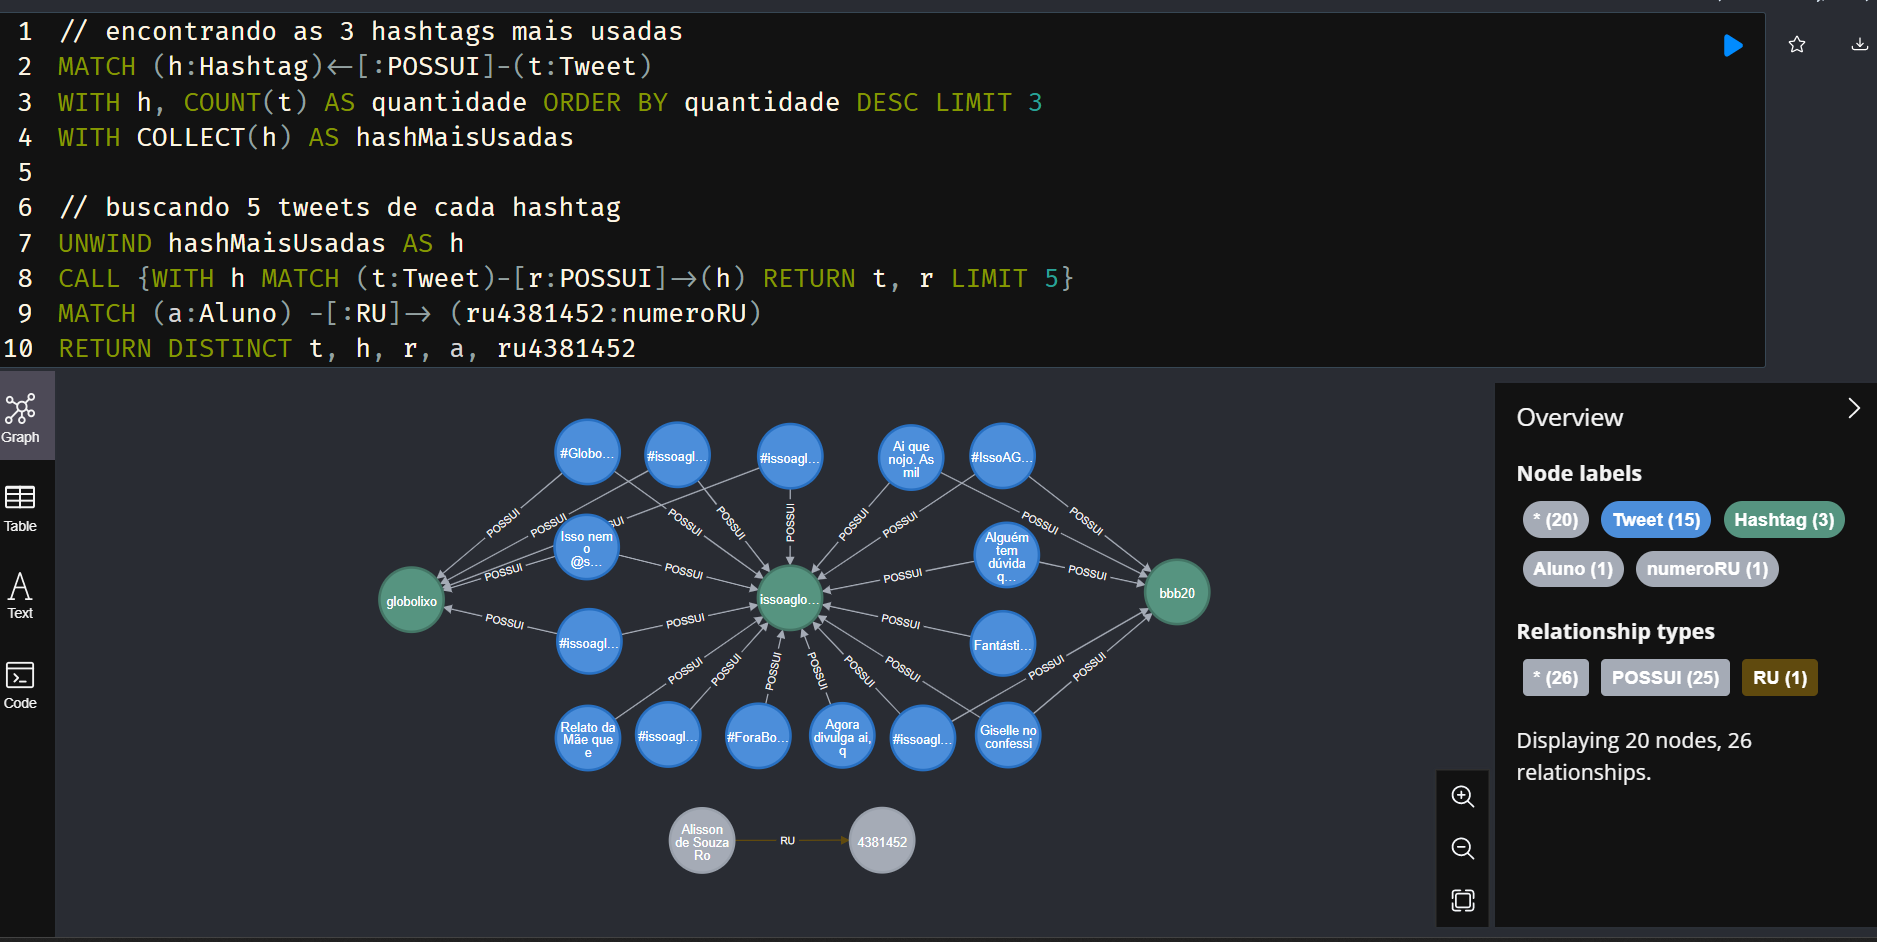 1 // encontrando as 3 hashtags mais usadas
2 MATCH (h:Hashtag)<-[:POSSUI]-(t:Tweet)
3 WITH h, COUNT(t) AS quantidade ORDER BY quantidade DESC LIMIT 3
4 WITH COLLECT(h) AS hashMaisUsadas
5
6 // buscando 5 tweets de cada hashtag
7 UNWIND hashMaisUsadas AS h
8 CALL {WITH h MATCH (t:Tweet)-[r:POSSUI]->(h) RETURN t, r LIMIT 5}
9 MATCH (a:Aluno) -[:RU]-> (ru4381452:numeroRU)
10 RETURN DISTINCT t, h, r, a, ru4381452
Graph
Table
Text
Code
#Globo...
#issoagl...
#issoagl...
Ai que
nojo. As
mil
#IssoAG...
POSSUI
POSSUI
SUI
POSSUI
POSSUI
POSSUI
POSSUI
POSSUI
POSSUI
POSSUI
Isso nem
o
@s...
Alguém
tem
dúvida
q...
POSSUI
POSSUI
POSSUI
POSSUI
globolixo
issoaglo...
bbb20
POSSUI
POSSUI
POSSUI
#issoagl...
Fantásti...
POSSUI
POSSUI
POSSUI
POSSUI
POSSUI
POSSUI
POSSUI
POSSUI
Relato da
Mãe que
e
#issoagl...
#ForaBo...
Agora
divulga ai,
q
#issoagl...
Giselle no
confessi
Alisson
de Souza
Ro
RU
4381452
Overview
Node labels
* (20)
Tweet (15)
Hashtag (3)
Aluno (1)
numeroRU (1)
Relationship types
* (26)
POSSUI (25)
RU (1)
Displaying 20 nodes, 26
relationships.